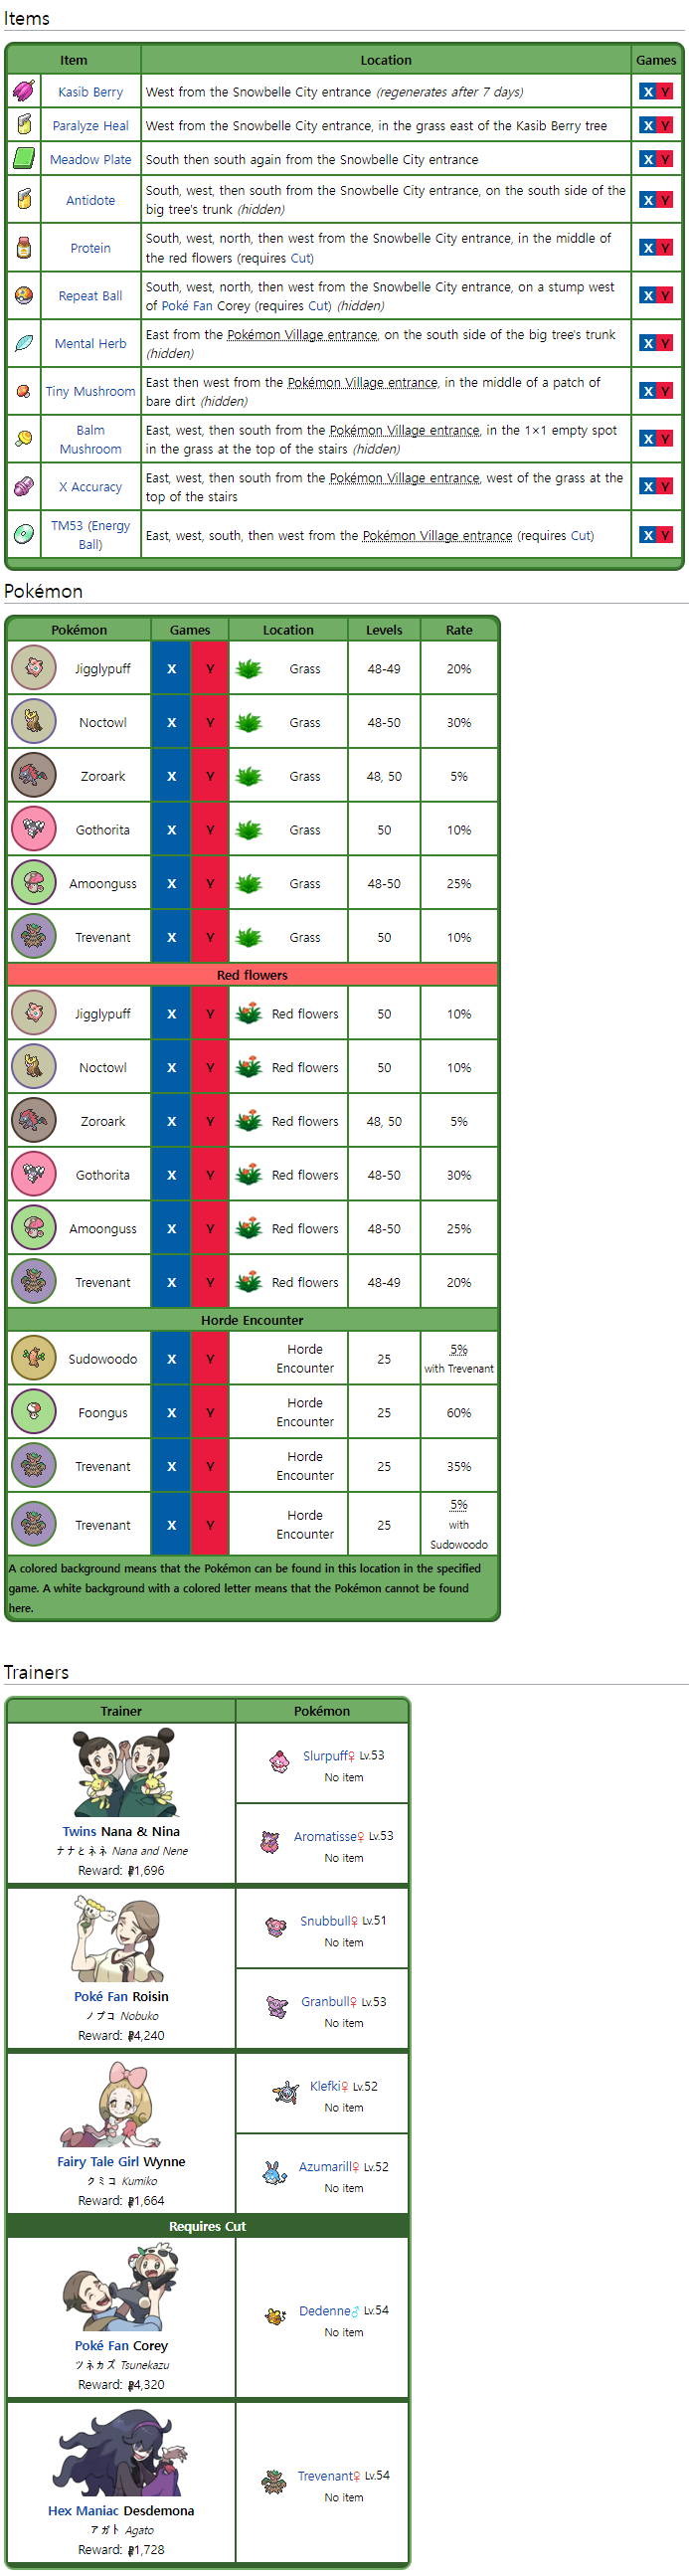 Items
Item Location Games
Kasib Berry West from the Snowbelle City entrance (regenerates after 7 days) X Y
Paralyze Heal West from the Snowbelle City entrance, in the grass east of the Kasib Berry tree X Y
Meadow Plate South then south again from the Snowbelle City entrance X Y
Antidote South, west, then south from the Snowbelle City entrance, on the south side of the
big tree's trunk (hidden) X Y
Protein South, west, north, then west from the Snowbelle City entrance, in the middle of
the red flowers (requires Cut) X Y
Repeat Ball South, west, north, then west from the Snowbelle City entrance, on a stump west
of Poké Fan Corey (requires Cut) (hidden) X Y
Mental Herb East from the Pokémon Village entrance, on the south side of the big tree's trunk
(hidden) X Y
Tiny Mushroom East then west from the Pokémon Village entrance, in the middle of a patch of
bare dirt (hidden) X Y
Balm East, west, then south from the Pokémon Village entrance, in the 1×1 empty spot
Mushroom in the grass at the top of the stairs (hidden) X Y
X Accuracy East, west, then south from the Pokémon Village entrance, west of the grass at the
top of the stairs X Y
TM53 (Energy
Ball) East, west, south, then west from the Pokémon Village entrance (requires Cut) X Y
Pokémon
Pokémon Games Location Levels Rate
Jigglypuff X Y Grass 48-49 20%
Noctowl X Y Grass 48-50 30%
Zoroark X Y Grass 48, 50 5%
Gothorita X Y Grass 50 10%
Amoonguss X Y Grass 48-50 25%
Trevenant X Y Grass 50 10%
Red flowers
Jigglypuff X Y Red flowers 50 10%
Noctowl X Y Red flowers 50 10%
Zoroark X Y Red flowers 48, 50 5%
Gothorita X Y Red flowers 48-50 30%
Amoonguss X Y Red flowers 48-50 25%
Trevenant X Y Red flowers 48-49 20%
Horde Encounter
Sudowoodo X Y Horde
Encounter 25 5%
with Trevenant
Foongus X Y Horde
Encounter 25 60%
Trevenant X Y Horde
Encounter 25 35%
Trevenant X Y Horde
Encounter 25 5%
with
Sudowoodo
A colored background means that the Pokémon can be found in this location in the specified
game. A white background with a colored letter means that the Pokémon cannot be found
here.
Trainers
Trainer Pokémon
Twins Nana & Nina
ナナとネネ Nana and Nene
Reward: 1,696
Slurpuff♀ Lv.53
No item
Aromatisse♀ Lv.53
No item
Poké Fan Roisin
ノブコ Nobuko
Reward: 4,240
Snubbull♀ Lv.51
No item
Granbull♀ Lv.53
No item
Fairy Tale Girl Wynne
クミコ Kumiko
Reward: 1,664
Klefki♀ Lv.52
No item
Azumarill♀ Lv.52
No item
Requires Cut
Poké Fan Corey
ツネカズ Tsunekazu
Reward: 4,320
Dedenne♂ Lv.54
No item
Hex Maniac Desdemona
アガト Agato
Reward: 1,728
Trevenant♀ Lv.54
No item